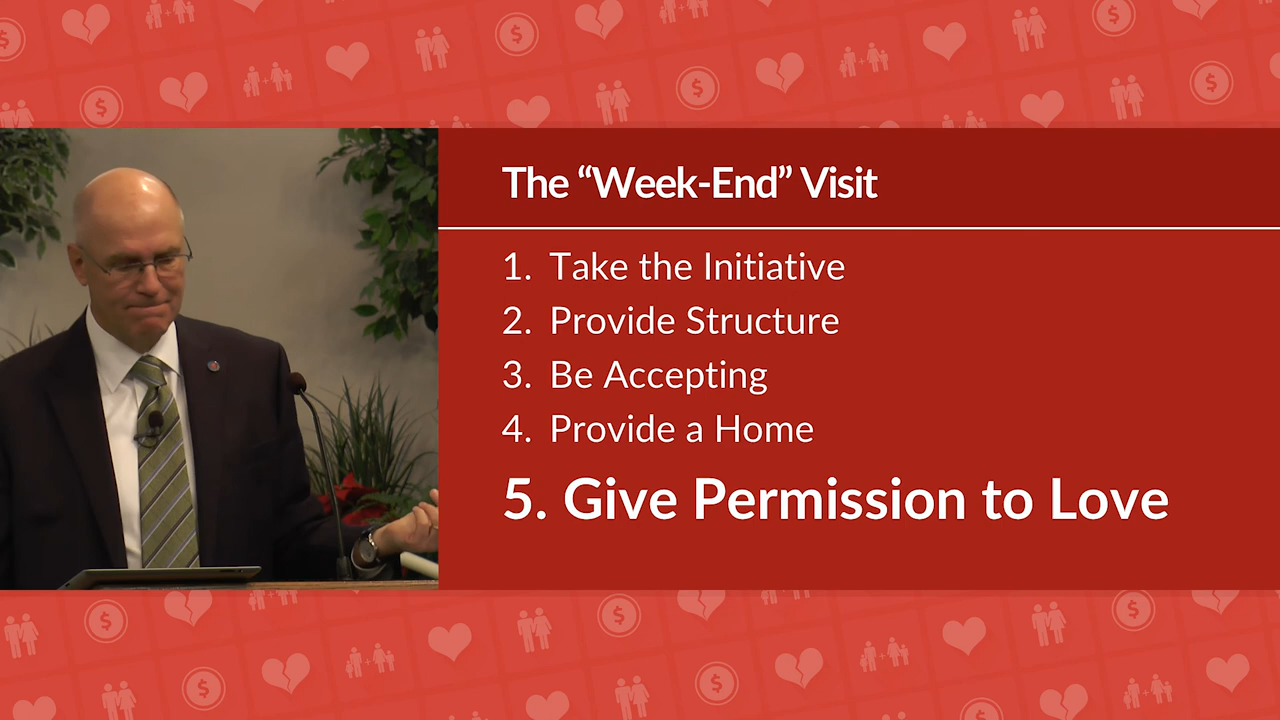 The “Week-End” Visit
1. Take the Initiative
2. Provide Structure
3. Be Accepting
4. Provide a Home
5. Give Permission to Love